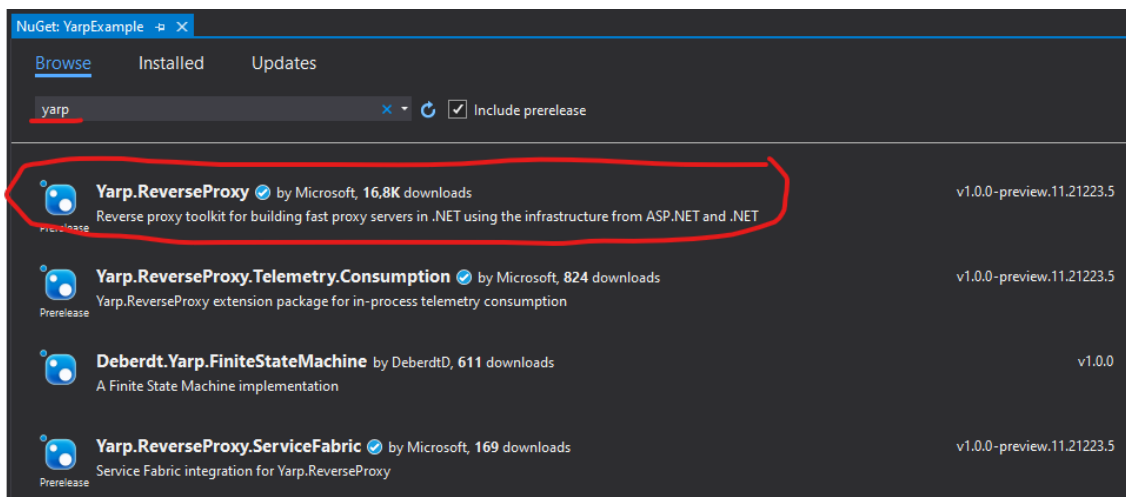 NuGet: YarpExample
Browse Installed Updates
yarp
Include prerelease
Yarp.ReverseProxy by Microsoft, 16,8K downloads v1.0.0-preview.11.21223.5
Reverse proxy toolkit for building fast proxy servers in .NET using the infrastructure from ASP.NET and .NET
Prerelease
Yarp.ReverseProxy.Telemetry.Consumption by Microsoft, 824 downloads v1.0.0-preview.11.21223.5
Yarp.ReverseProxy extension package for in-process telemetry consumption
Prerelease
Deberdt.Yarp.FiniteStateMachine by DeberdtD, 611 downloads v1.0.0
A Finite State Machine implementation
Yarp.ReverseProxy.ServiceFabric by Microsoft, 169 downloads v1.0.0-preview.11.21223.5
Service Fabric integration for Yarp.ReverseProxy
Prerelease